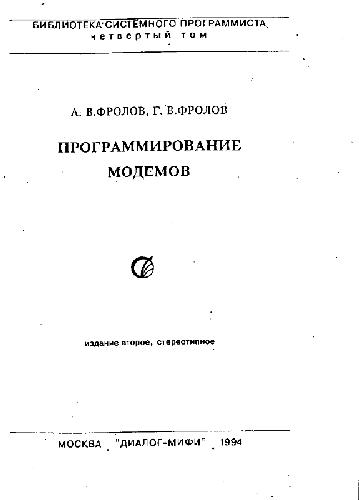 БИБЛИОТЕКА СИСТЕМНОГО ПРОГРАММИСТА
четвертый том
А. В.ФРОЛОВ, Г. В.ФРОЛОВ
ПРОГРАММИРОВАНИЕ
МОДЕМОВ
издание второе, стереотипное
МОСКВА "ДИАЛОГ-МИФИ" 1994